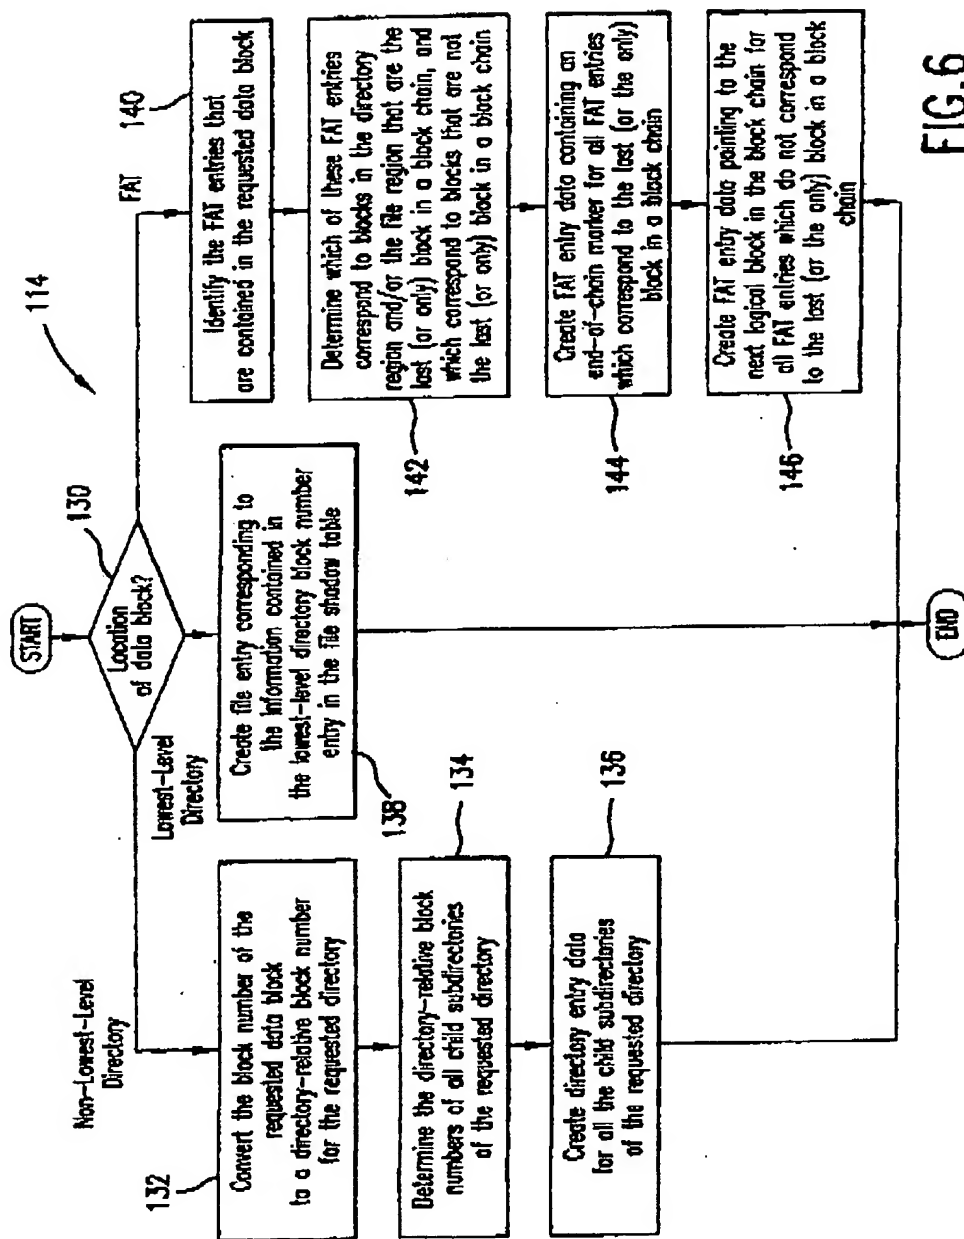 START
114
130
Location
of data block?
Non-Lowest-Level
Directory
Lowest-Level
Directory
FAT
132
Convert the block number of the
requested data block
to a directory-relative block number
for the requested directory
134
Determine the directory-relative block
numbers of all child subdirectories
of the requested directory
136
Create directory entry data
for all the child subdirectories
of the requested directory
Create file entry corresponding to
the information contained in
the lowest-level directory block number
entry in the file shadow table
138
140
Identify the FAT entries that
are contained in the requested data block
Determine which of these FAT entries
correspond to blocks in the directory
region and/or the file region that are the
last (or only) block in a block chain, and
which correspond to blocks that are not
the last (or only) block in a block chain
142
Create FAT entry data containing an
end-of-chain marker for all FAT entries
which correspond to the last (or the only)
block in a block chain
144
Create FAT entry data pointing to the
next logical block in the block chain for
all FAT entries which do not correspond
to the last (or the only) block in a block
chain
146
END
FIG.6